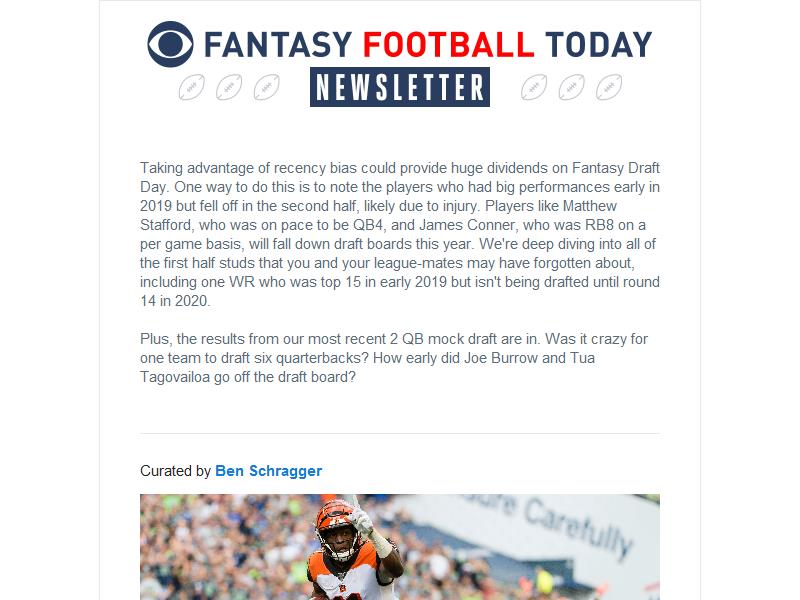 FANTASY FOOTBALL TODAY
NEWSLETTER
Taking advantage of recency bias could provide huge dividends on Fantasy Draft
Day. One way to do this is to note the players who had big performances early in
2019 but fell off in the second half, likely due to injury. Players like Matthew
Stafford, who was on pace to be QB4, and James Conner, who was RB8 on a
per game basis, will fall down draft boards this year. We're deep diving into all of
the first half studs that you and your league-mates may have forgotten about,
including one WR who was top 15 in early 2019 but isn't being drafted until round
14 in 2020.
Plus, the results from our most recent 2 QB mock draft are in. Was it crazy for
one team to draft six quarterbacks? How early did Joe Burrow and Tua
Tagovailoa go off the draft board?
Curated by Ben Schragger
Carefully